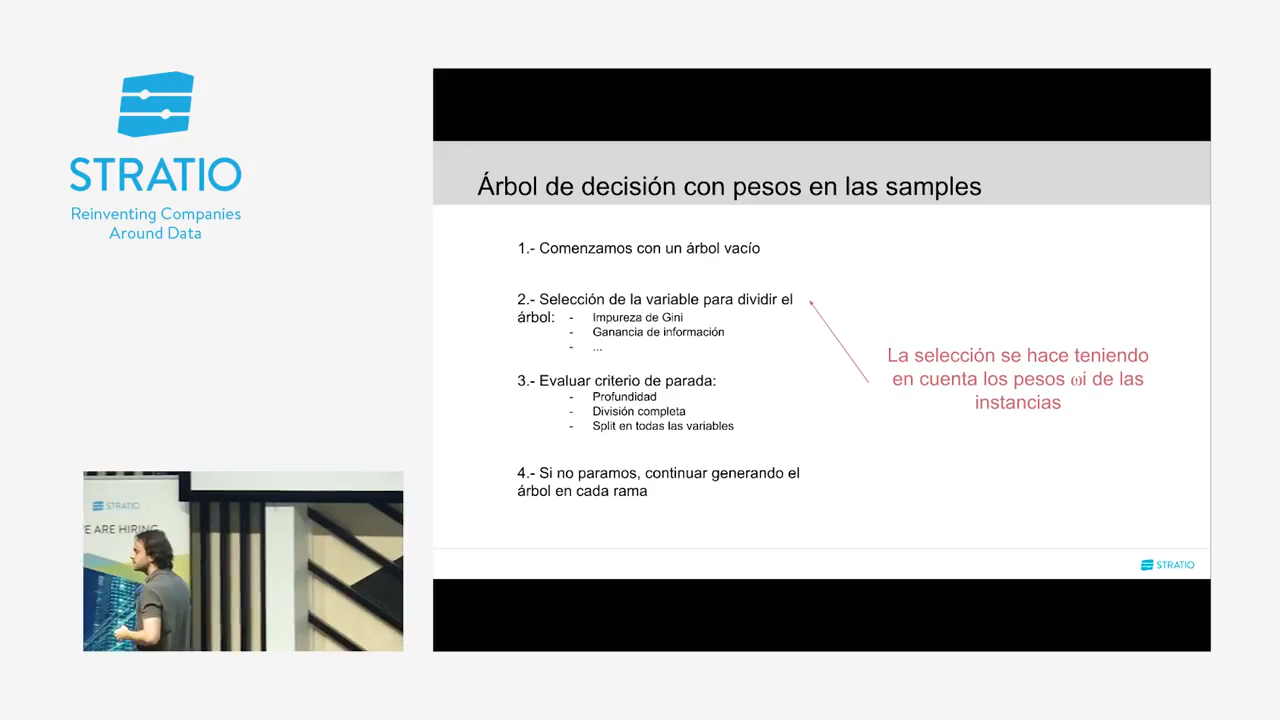 STRATIO
Reinventing Companies
Around Data
Árbol de decisión con pesos en las samples
1.- Comenzamos con un árbol vacío
2.- Selección de la variable para dividir el
árbol:
- Impureza de Gini
- Ganancia de información
- ...
3.- Evaluar criterio de parada:
- Profundidad
- División completa
- Split en todas las variables
4.- Si no paramos, continuar generando el
árbol en cada rama
La selección se hace teniendo
en cuenta los pesos ωi de las
instancias
STRATIO
STRATIO
E ARE HIRING